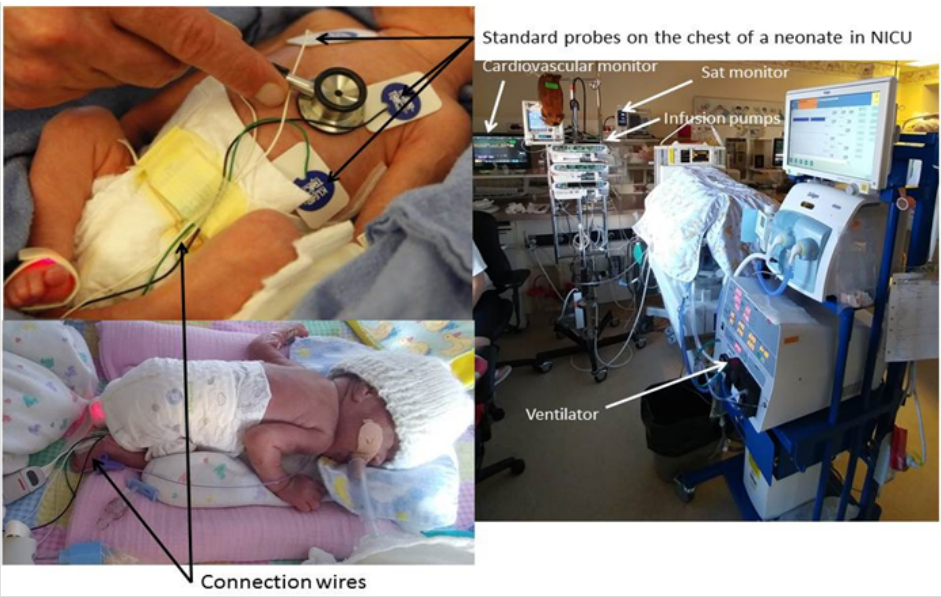 Standard probes on the chest of a neonate in NICU
Cardiovascular monitor
Sat monitor
Infusion pumps
Ventilator
Connection wires